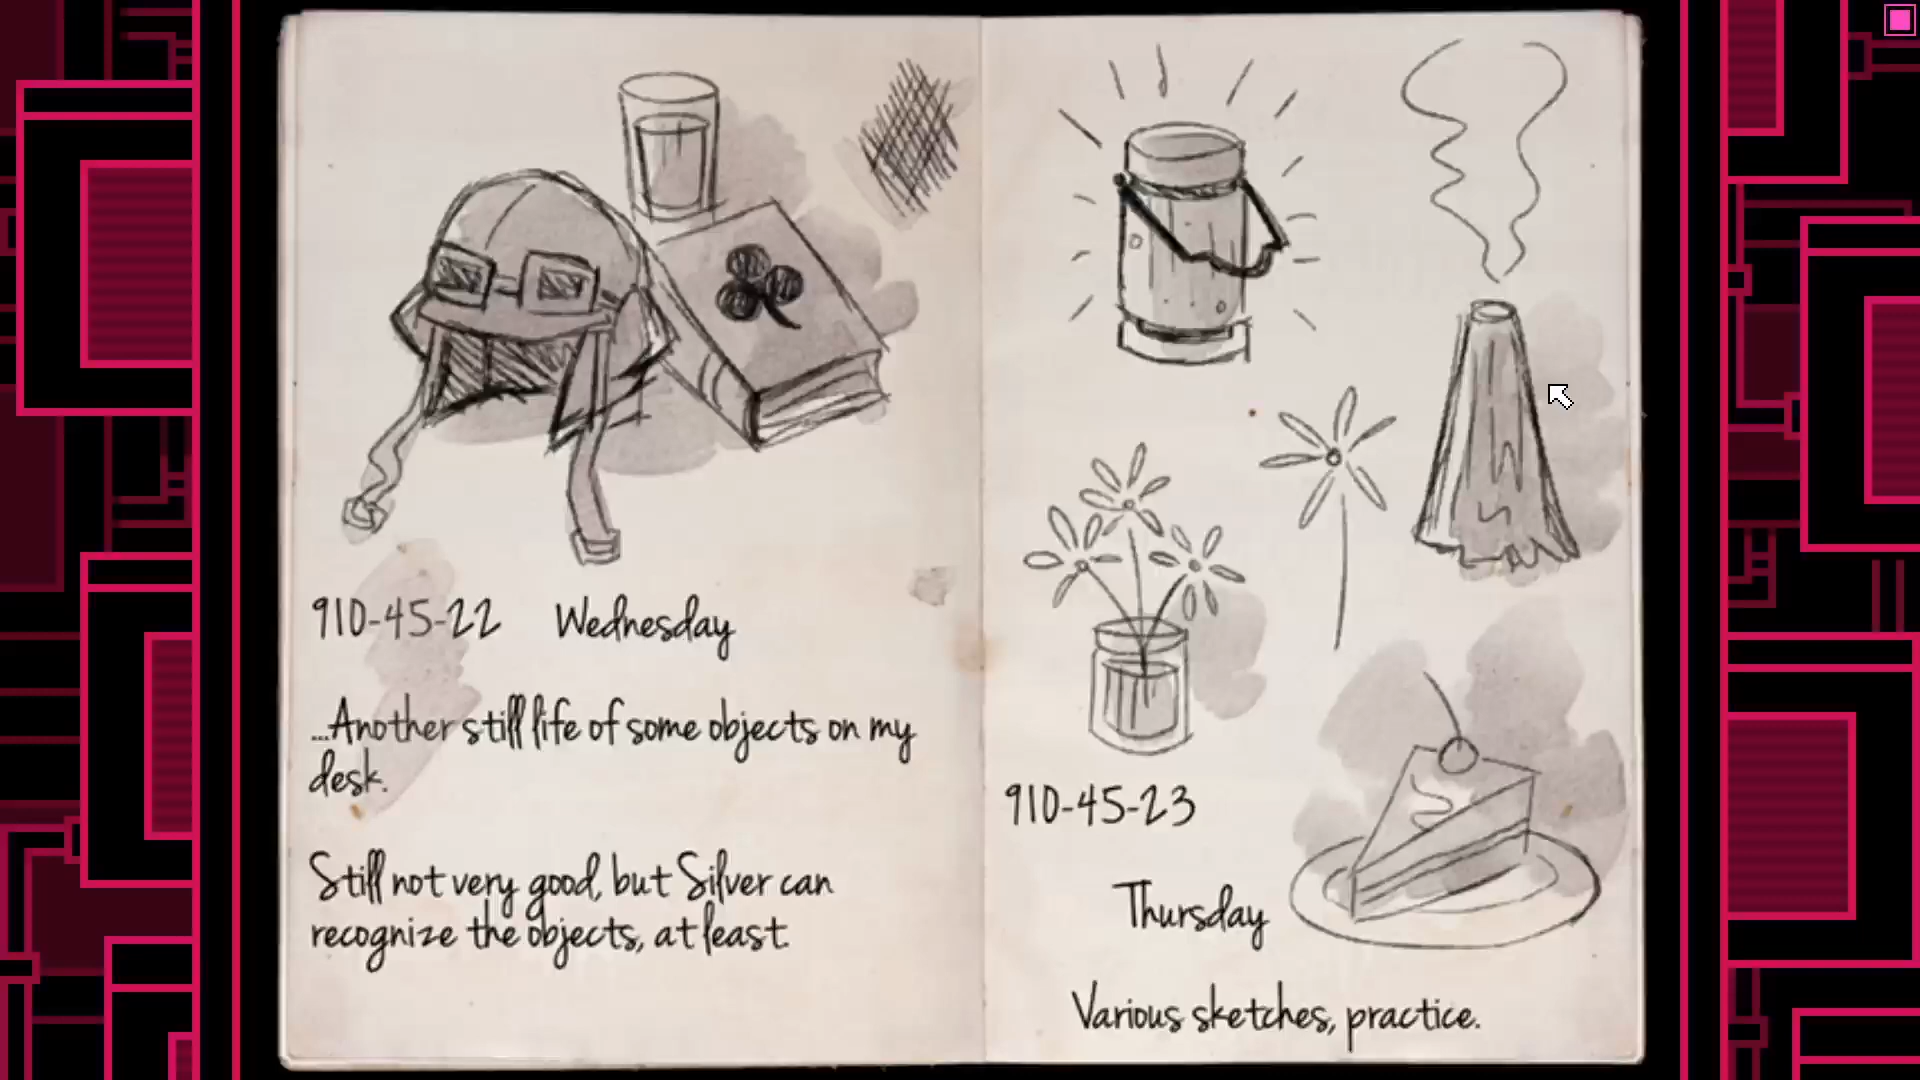 910-45-22 Wednesday
...Another still life of some objects on my
desk.
Still not very good, but Silver can
recognize the objects, at least.
910-45-23
Thursday
Various sketches, practice.